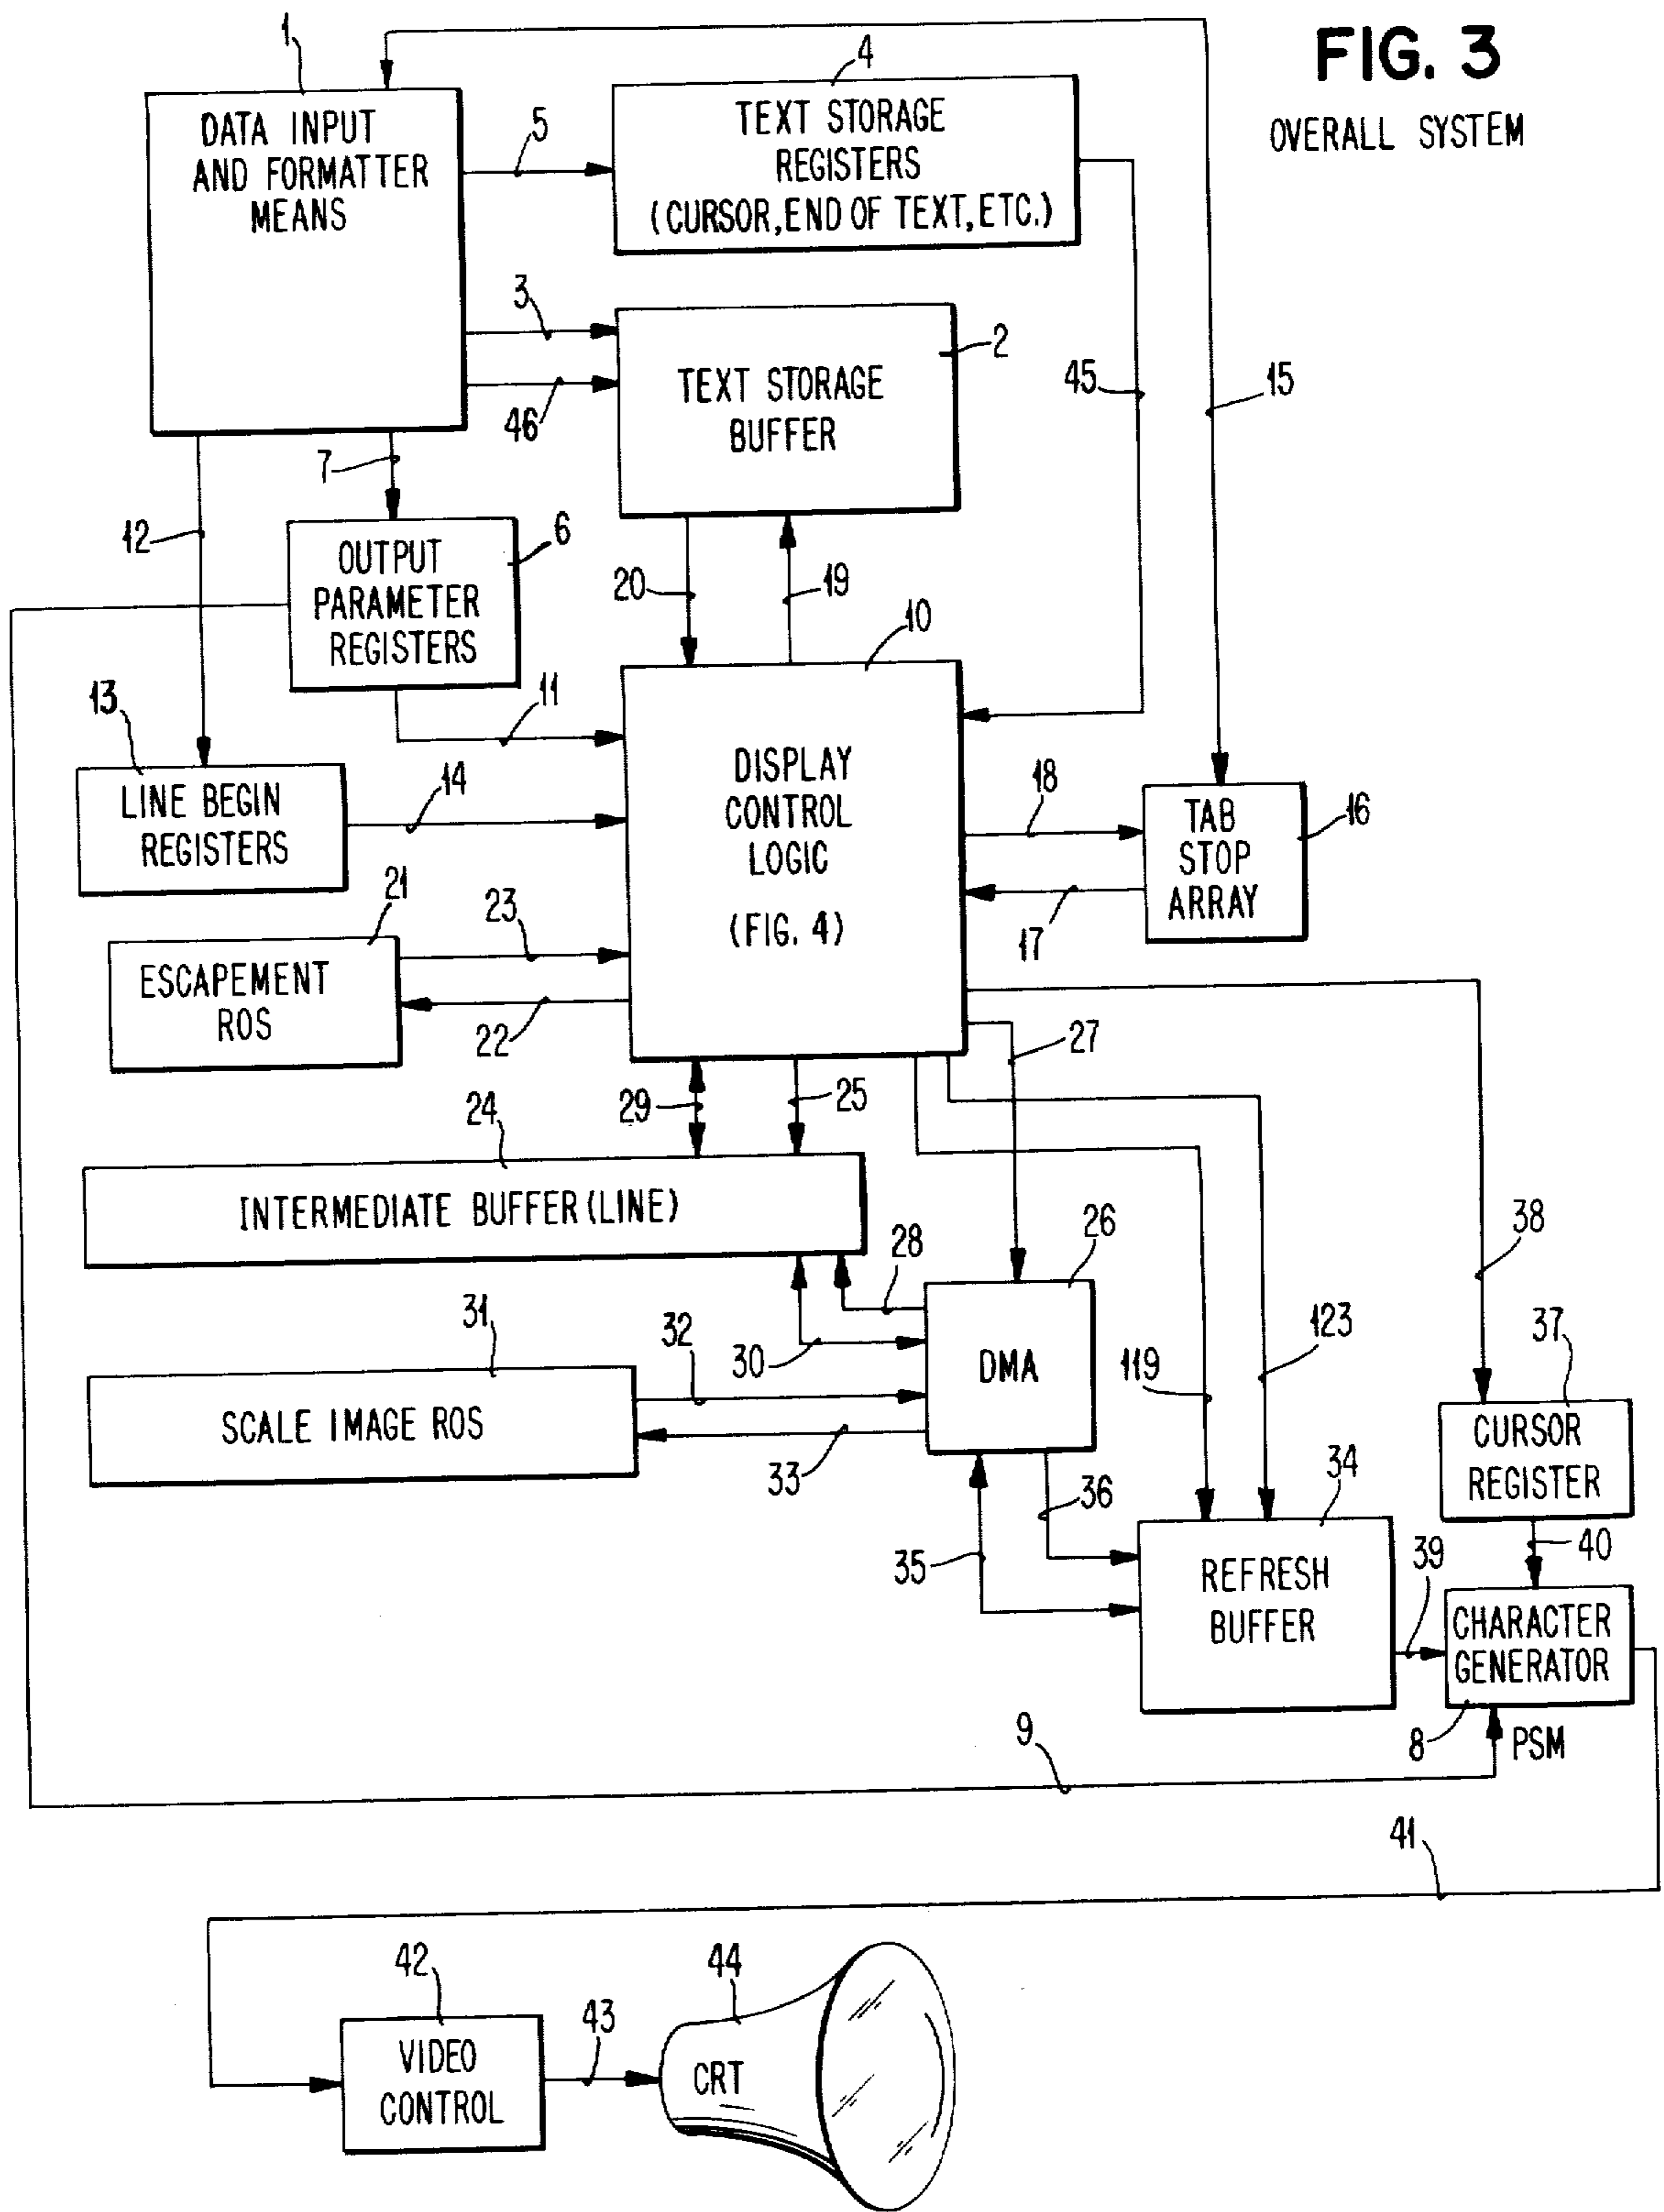 FIG. 3
OVERALL SYSTEM
1
DATA INPUT
AND FORMATTER
MEANS
5
4
TEXT STORAGE
REGISTERS
(CURSOR, END OF TEXT, ETC.)
3
46
2
TEXT STORAGE
BUFFER
45
15
7
12
6
OUTPUT
PARAMETER
REGISTERS
20
19
10
11
13
LINE BEGIN
REGISTERS
14
DISPLAY
CONTROL
LOGIC
(FIG. 4)
18
17
16
TAB
STOP
ARRAY
21
ESCAPEMENT
ROS
23
22
27
29
25
24
INTERMEDIATE BUFFER (LINE)
28
26
38
30
DMA
31
SCALE IMAGE ROS
32
33
119
123
37
CURSOR
REGISTER
35
36
34
REFRESH
BUFFER
40
39
CHARACTER
GENERATOR
8
PSM
9
41
42
VIDEO
CONTROL
43
44
CRT